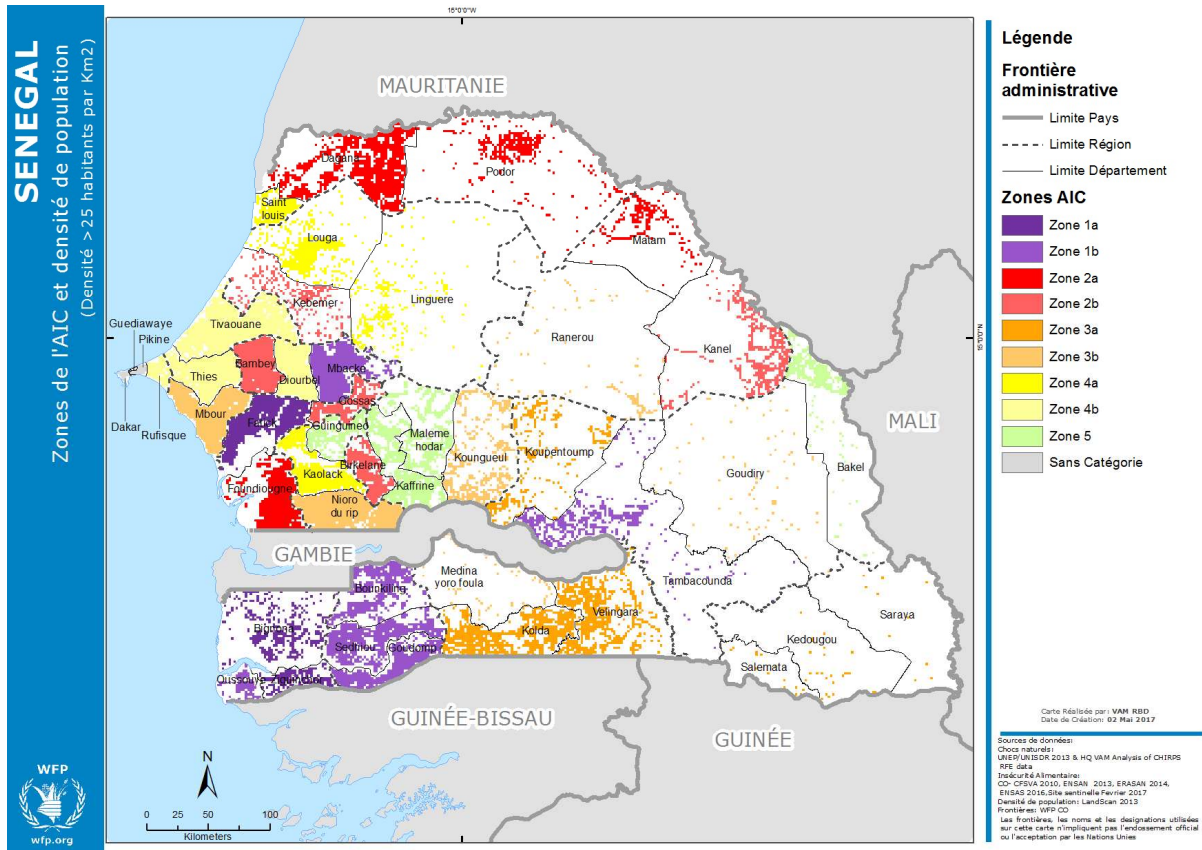 SENEGAL
Zones de l'AIC et densité de population
(Densité > 25 habitants par Km2)
WFP
wfp.org
15°0'0"W
15°0'0"N
MAURITANIE
Dagana
Podor
Saint
louis
Louga
Matam
Kebemer
Linguere
Ranerou
Kanel
Tivaouane
Guediawaye
Pikine
Thies
Bambey
Diourbel
Mbacke
Mbour
Fatick
Gossas
Guinguineo
Dakar
Rufisque
MALI
Maleme
hodar
Koungueul
Koupentoump
Goudiry
Bakel
Kaolack
Birkelane
Kaffrine
Foundiougne
Nioro
du rip
GAMBIE
Medina
yoro foula
Tambacounda
Bounkiling
Velingara
Saraya
Bignona
Kolda
Kedougou
Sedhiou
Goudomp
Salemata
Oussouye
Ziguinchor
GUINÉE-BISSAU
GUINÉE
N
0 25 50 100
Kilometers
Légende
Frontière
administrative
Limite Pays
Limite Région
Limite Département
Zones AIC
Zone 1a
Zone 1b
Zone 2a
Zone 2b
Zone 3a
Zone 3b
Zone 4a
Zone 4b
Zone 5
Sans Catégorie
Carte Réalisée par: VAM RBD
Date de Création: 02 Mai 2017
Sources de données:
Chocs naturels:
UNEP/UNISDR 2013 & HQ VAM Analysis of CHIRPS
RFE data
Insécurité Alimentaire:
CO- CFSVA 2010, ENSAN 2013, ERASAN 2014,
ENSAS 2016,Site sentinelle Fevrier 2017
Densité de population: LandScan 2013
Frontières: WFP CO
Les frontières, les noms et les designations utilisées
sur cette carte n'impliquent pas l'endossement official
ou l'acceptation par les Nations Unies